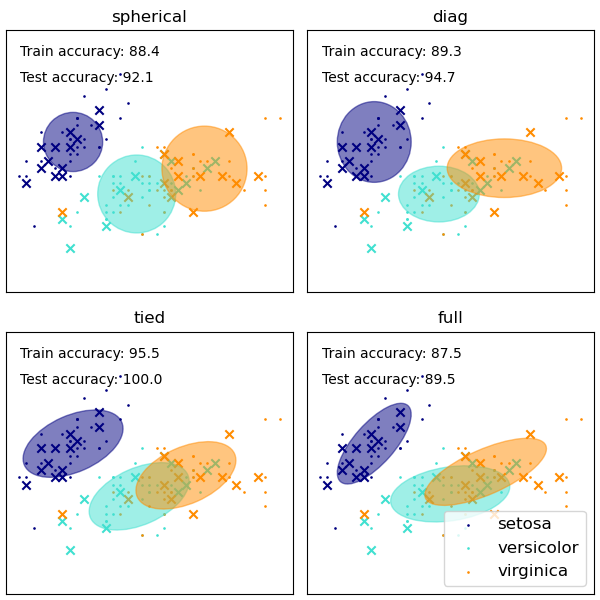 spherical
Train accuracy: 88.4
Test accuracy: 92.1
diag
Train accuracy: 89.3
Test accuracy: 94.7
tied
Train accuracy: 95.5
Test accuracy: 100.0
full
Train accuracy: 87.5
Test accuracy: 89.5
setosa
versicolor
virginica